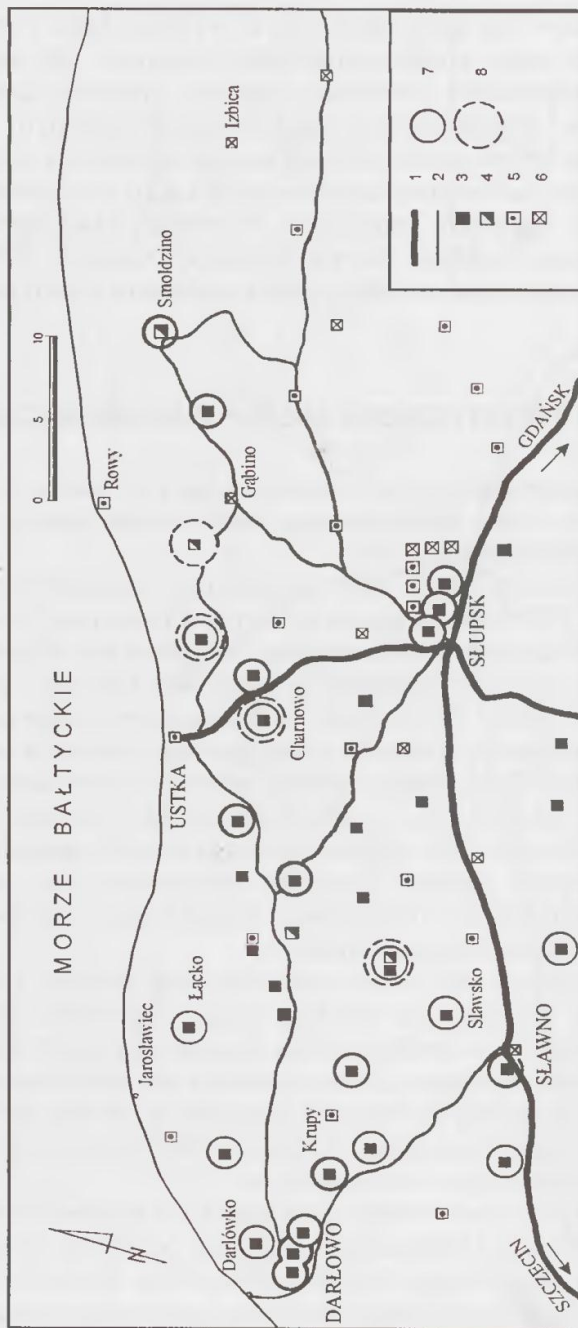 MORZE BAŁTYCKIE
0 5 10
Rowy
Jarosławiec
N
USTKA
Smołdzino
Łącko
Izbica
Darłówko
Gąbino
Charnowo
Krupy
DARŁOWO
Sławsko
SŁUPSK
GDAŃSK
SŁAWNO
SZCZECIN
1
2
3
4
5
6
7
8